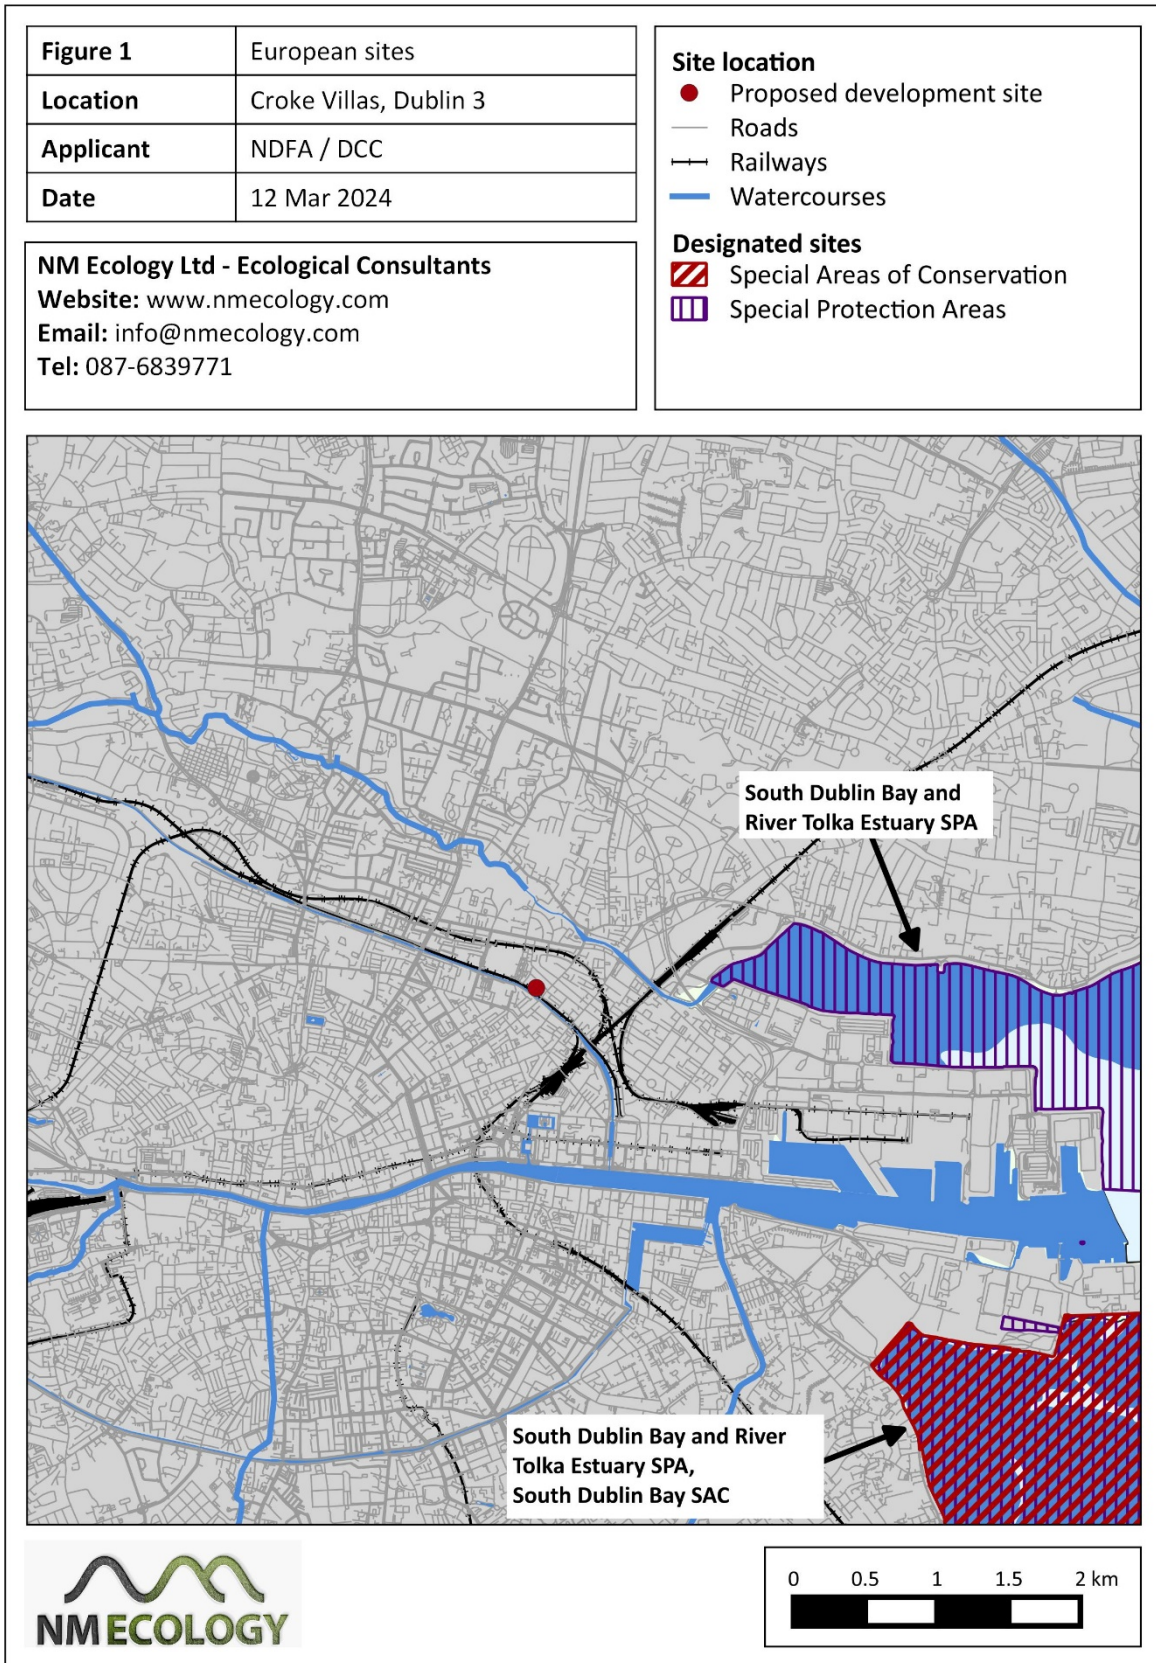 Figure 1 European sites
Location Croke Villas, Dublin 3
Applicant NDFA / DCC
Date 12 Mar 2024
NM Ecology Ltd - Ecological Consultants
Website: www.nmecology.com
Email: info@nmecology.com
Tel: 087-6839771
Site location
Proposed development site
Roads
Railways
Watercourses
Designated sites
Special Areas of Conservation
Special Protection Areas
South Dublin Bay and
River Tolka Estuary SPA
South Dublin Bay and River
Tolka Estuary SPA,
South Dublin Bay SAC
NMECOLOGY
0 0.5 1 1.5 2 km